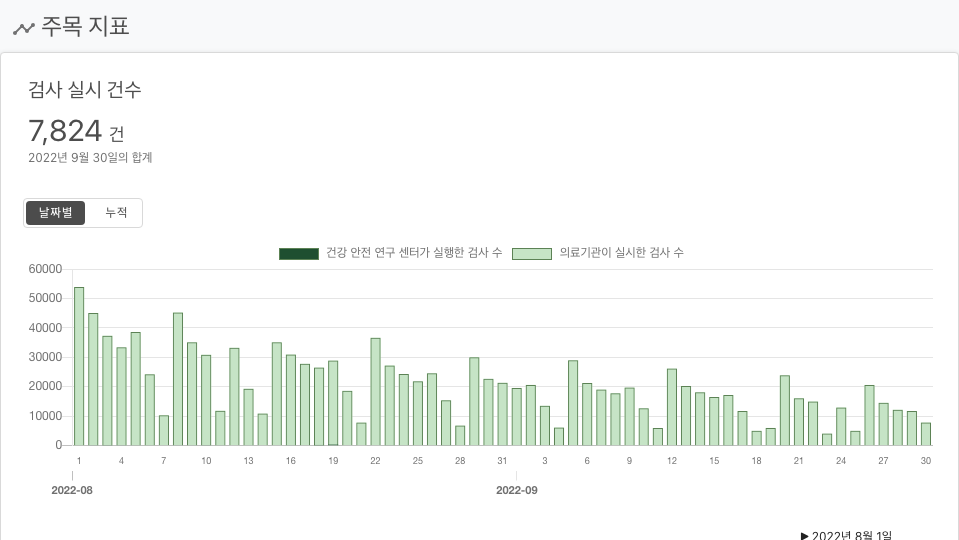 주목 지표
검사 실시 건수
7,824 건
2022년 9월 30일의 합계
날짜별 누적
건강 안전 연구 센터가 실행한 검사 수 의료기관이 실시한 검사 수
60000
50000
40000
30000
20000
10000
0
1 4 7 10 13 16 19 22 25 28 31 3 6 9 12 15 18 21 24 27 30
2022-08 2022-09
▶ 2022년 8월 1일